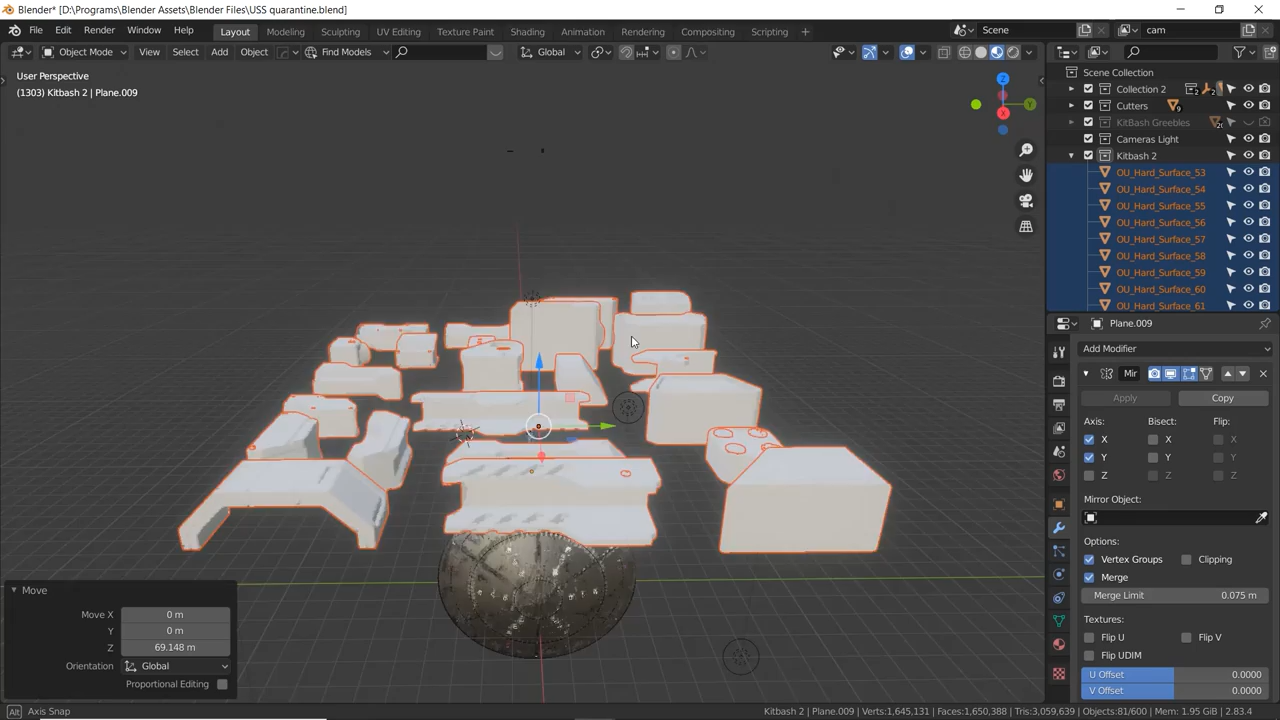 Blender* [D:\Programs\Blender Assets\Blender Files\USS quarantine.blend]
File Edit Render Window Help Layout Modeling Sculpting UV Editing Texture Paint Shading Animation Rendering Compositing Scripting + Scene cam
Object Mode View Select Add Object Find Models Global
User Perspective
(1303) Kitbash 2 | Plane.009
Z
Y
X
Scene Collection
Collection 2 2 2
Cutters 9
KitBash Greebles
Cameras Light
Kitbash 2
OU_Hard_Surface_53
OU_Hard_Surface_54
OU_Hard_Surface_55
OU_Hard_Surface_56
OU_Hard_Surface_57
OU_Hard_Surface_58
OU_Hard_Surface_59
OU_Hard_Surface_60
OU_Hard_Surface_61
Plane.009
Add Modifier
Mir
Apply Copy
Axis: Bisect: Flip:
X X X
Y Y Y
Z Z Z
Mirror Object:
Options:
Vertex Groups Clipping
Merge
Merge Limit 0.075 m
Textures:
Flip U Flip V
Flip UDIM
U Offset 0.0000
V Offset 0.0000
Move
Move X 0 m
Y 0 m
Z 69.148 m
Orientation Global
Proportional Editing
Alt Axis Snap
Kitbash 2 | Plane.009 | Verts:1,645,131 | Faces:1,650,388 | Tris:3,059,639 | Objects:81/600 | Mem: 1.95 GiB | 2.83.4